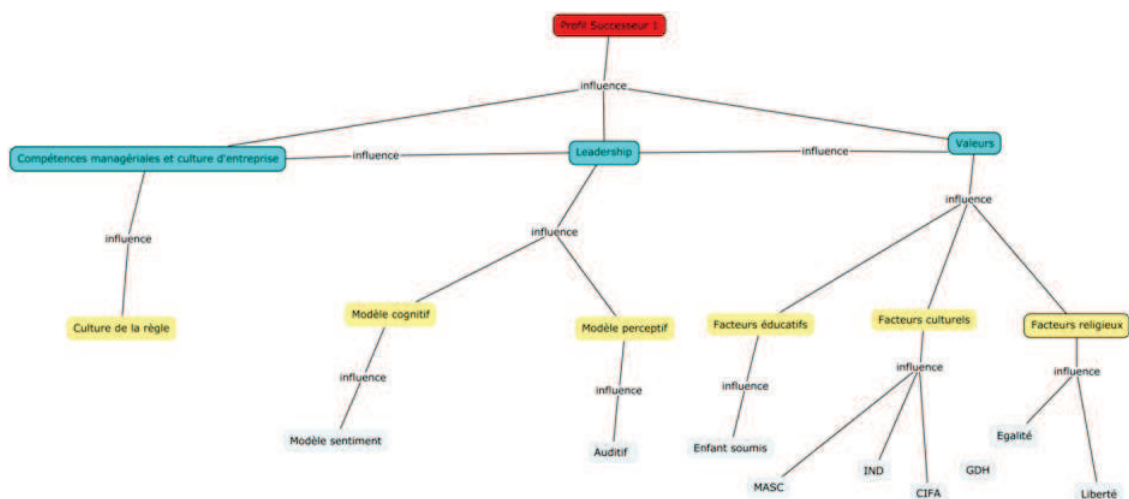 Profil Successeur 1
influence
Compétences managériales et culture d'entreprise
influence
Leadership
influence
Valeurs
influence
influence
influence
Culture de la règle
Modèle cognitif
Modèle perceptif
Facteurs éducatifs
Facteurs culturels
Facteurs religieux
influence
influence
influence
influence
influence
Modèle sentiment
Auditif
Enfant soumis
MASC
IND
CIFA
GDH
Egalité
Liberté